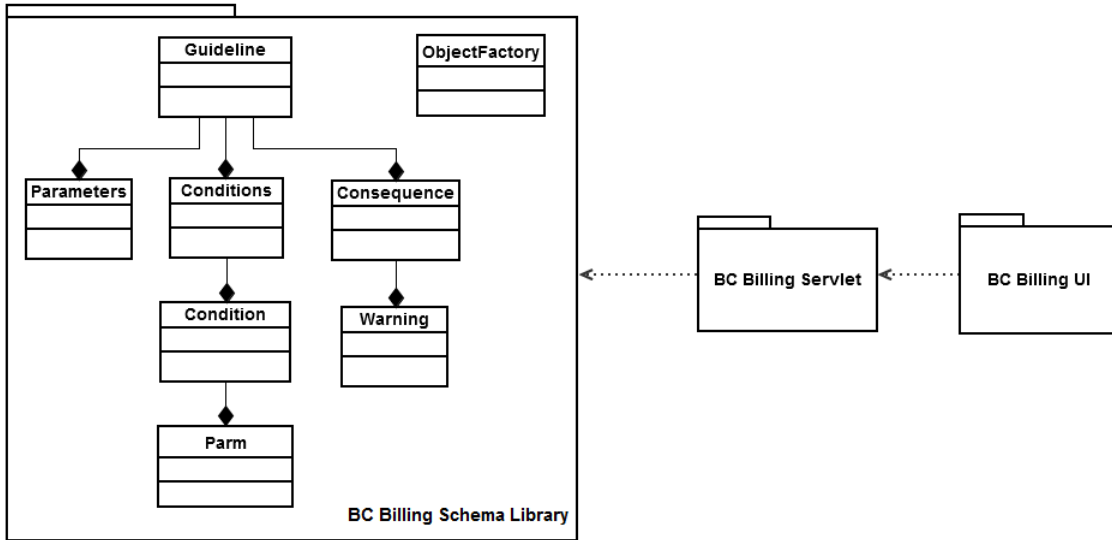 Guideline
ObjectFactory
Parameters
Conditions
Consequence
Condition
Warning
Parm
BC Billing Schema Library
BC Billing Servlet
BC Billing UI